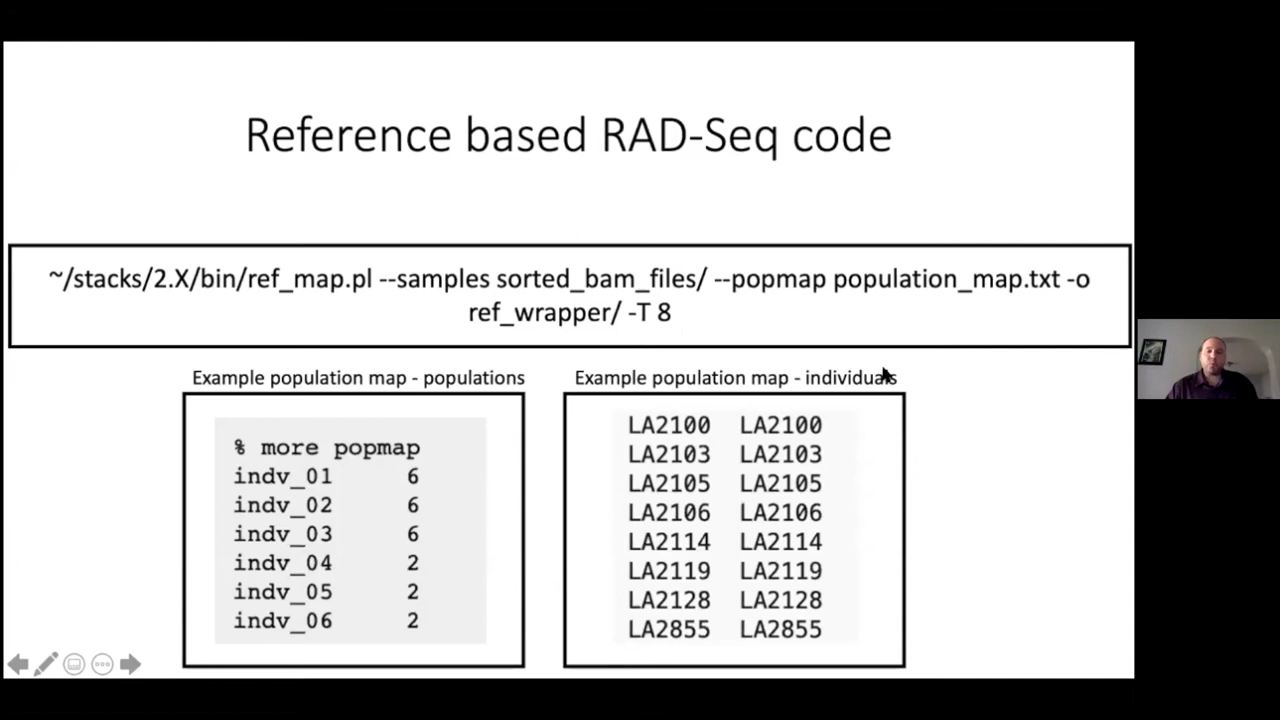 Reference based RAD-Seq code
~/stacks/2.X/bin/ref_map.pl --samples sorted_bam_files/ --popmap population_map.txt -o
ref_wrapper/ -T 8
Example population map - populations
% more popmap
indv_01 6
indv_02 6
indv_03 6
indv_04 2
indv_05 2
indv_06 2
Example population map - individuals
LA2100 LA2100
LA2103 LA2103
LA2105 LA2105
LA2106 LA2106
LA2114 LA2114
LA2119 LA2119
LA2128 LA2128
LA2855 LA2855